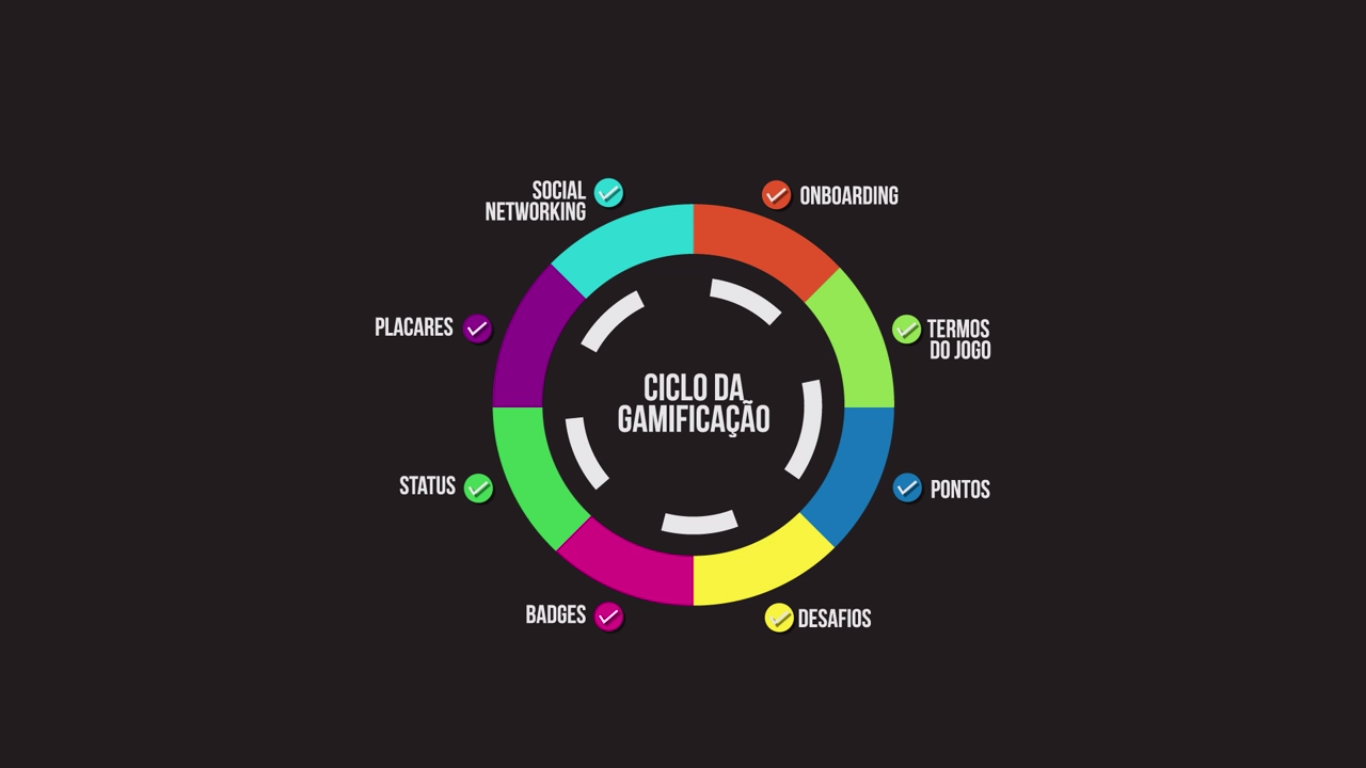 SOCIAL
NETWORKING
ONBOARDING
PLACARES
TERMOS
DO JOGO
CICLO DA
GAMIFICAÇÃO
STATUS
PONTOS
BADGES
DESAFIOS